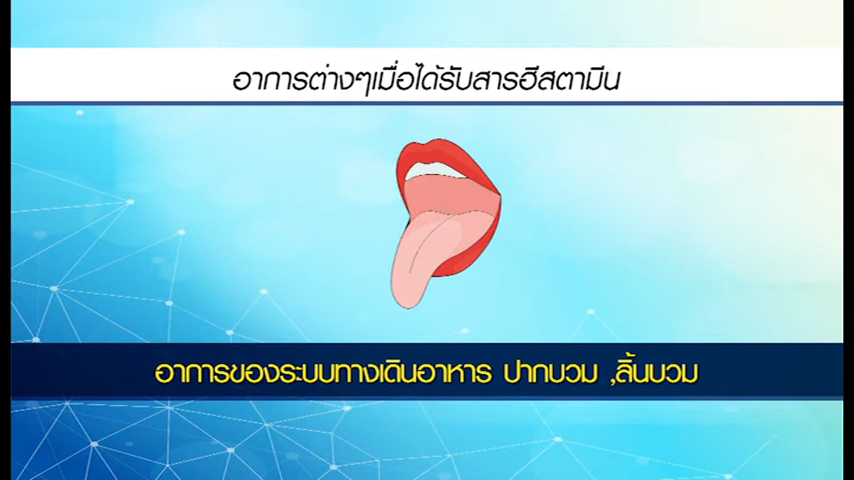 อาการต่างๆเมื่อได้รับสารฮีสตามีน
อาการของระบบทางเดินอาหาร ปากบวม ,ลิ้นบวม